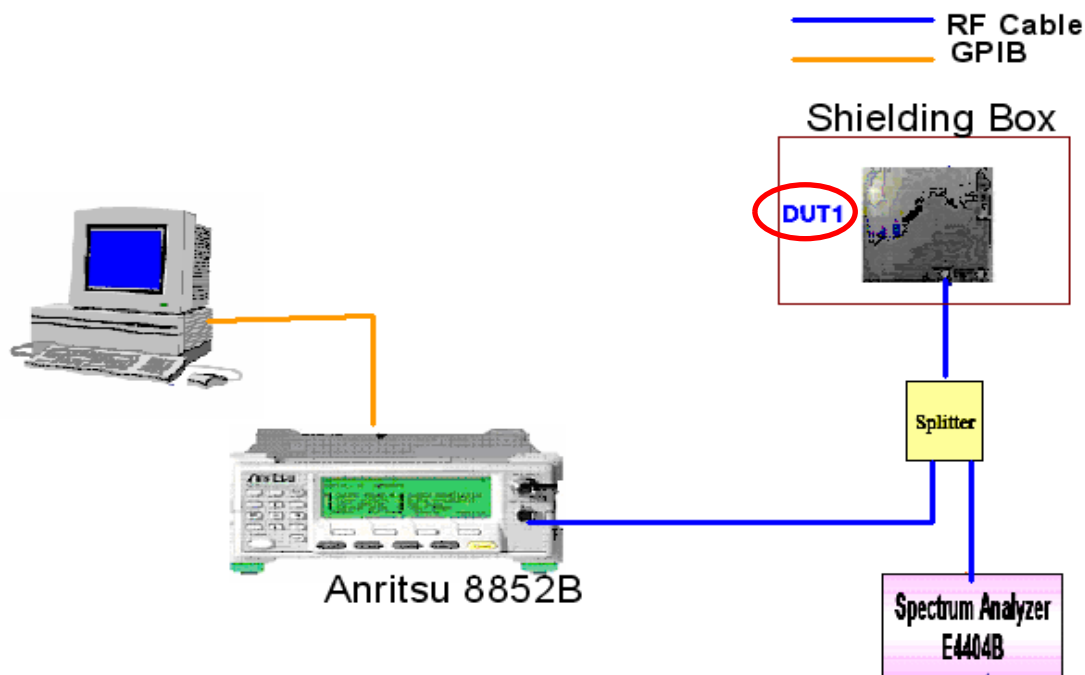 RF Cable
GPIB
Shielding Box
DUT1
Splitter
Anritsu 8852B
Spectrum Analyzer
E4404B